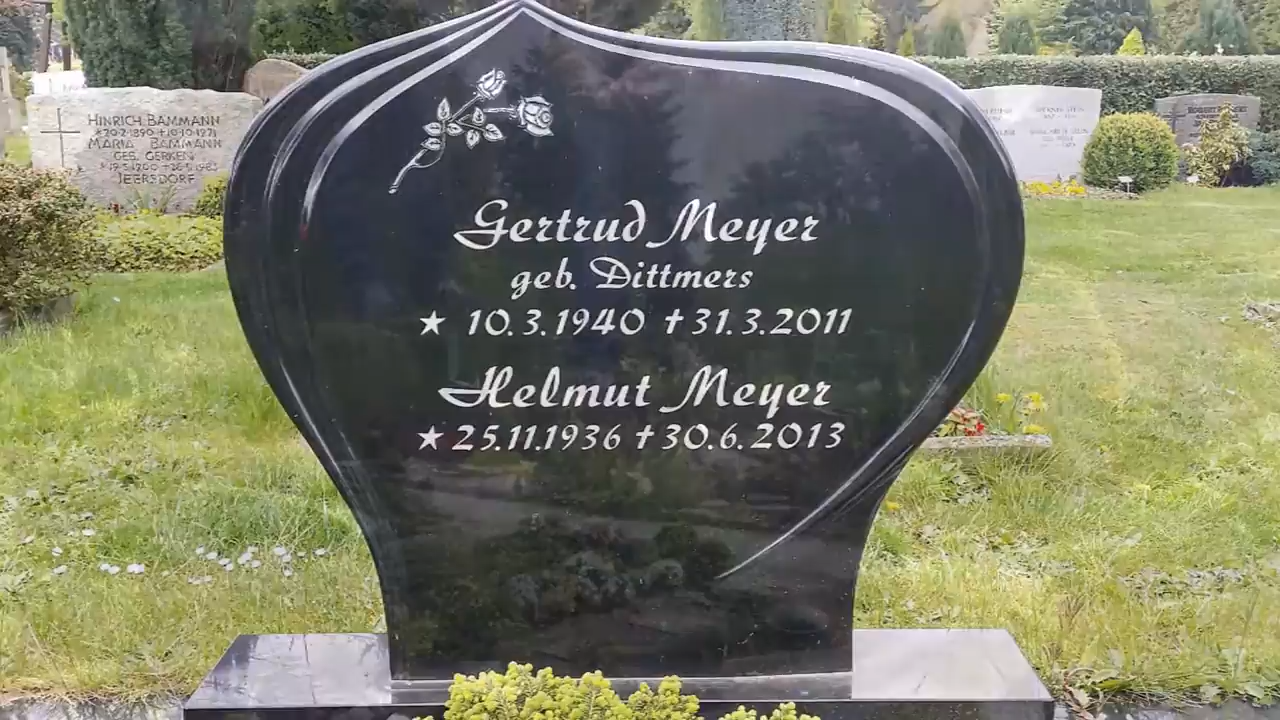 Gertrud Meyer
geb. Dittmers
★ 10.3.1940 † 31.3.2011
Helmut Meyer
★ 25.11.1936 † 30.6.2013
HINRICH BAMMANN
MARIA BAMMANN
GEB. GERKEN
JEERSDORF